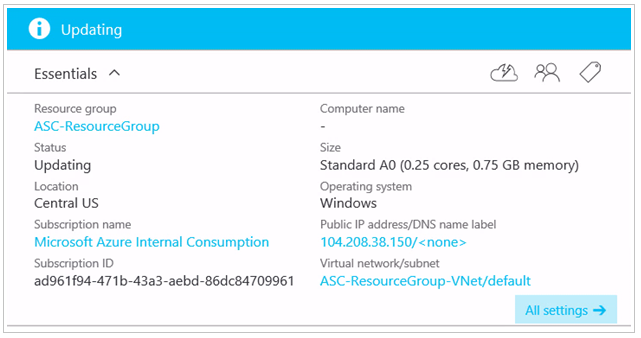 Updating
Essentials
Resource group
ASC-ResourceGroup
Status
Updating
Location
Central US
Subscription name
Microsoft Azure Internal Consumption
Subscription ID
ad961f94-471b-43a3-aebd-86dc84709961
Computer name
-
Size
Standard A0 (0.25 cores, 0.75 GB memory)
Operating system
Windows
Public IP address/DNS name label
104.208.38.150/<none>
Virtual network/subnet
ASC-ResourceGroup-VNet/default
All settings →